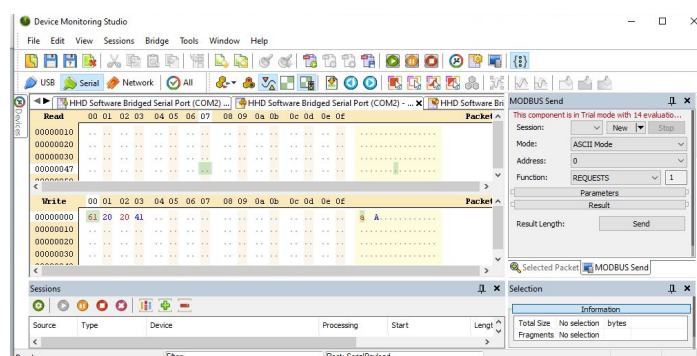 Device Monitoring Studio
File Edit View Sessions Bridge Tools Window Help
USB Serial Network All
HHD Software Bridged Serial Port (COM2) ... HHD Software Bridged Serial Port (COM2) - ... HHD Software Bri
Devices
Read 00 01 02 03 04 05 06 07 08 09 0a 0b 0c 0d 0e 0f Packet
00000010
00000020
00000030
00000047
Write 00 01 02 03 04 05 06 07 08 09 0a 0b 0c 0d 0e 0f Packet
00000000 61 20 20 41 a A
00000010
00000020
00000030
MODBUS Send
This component is in Trial mode with 14 evaluatio...
Session: New Stop
Mode: ASCII Mode
Address: 0
Function: REQUESTS 1
Parameters
Result
Result Length: Send
Selected Packet MODBUS Send
Sessions
Source Type Device Processing Start Lengt
Selection
Information
Total Size No selection bytes
Fragments No selection